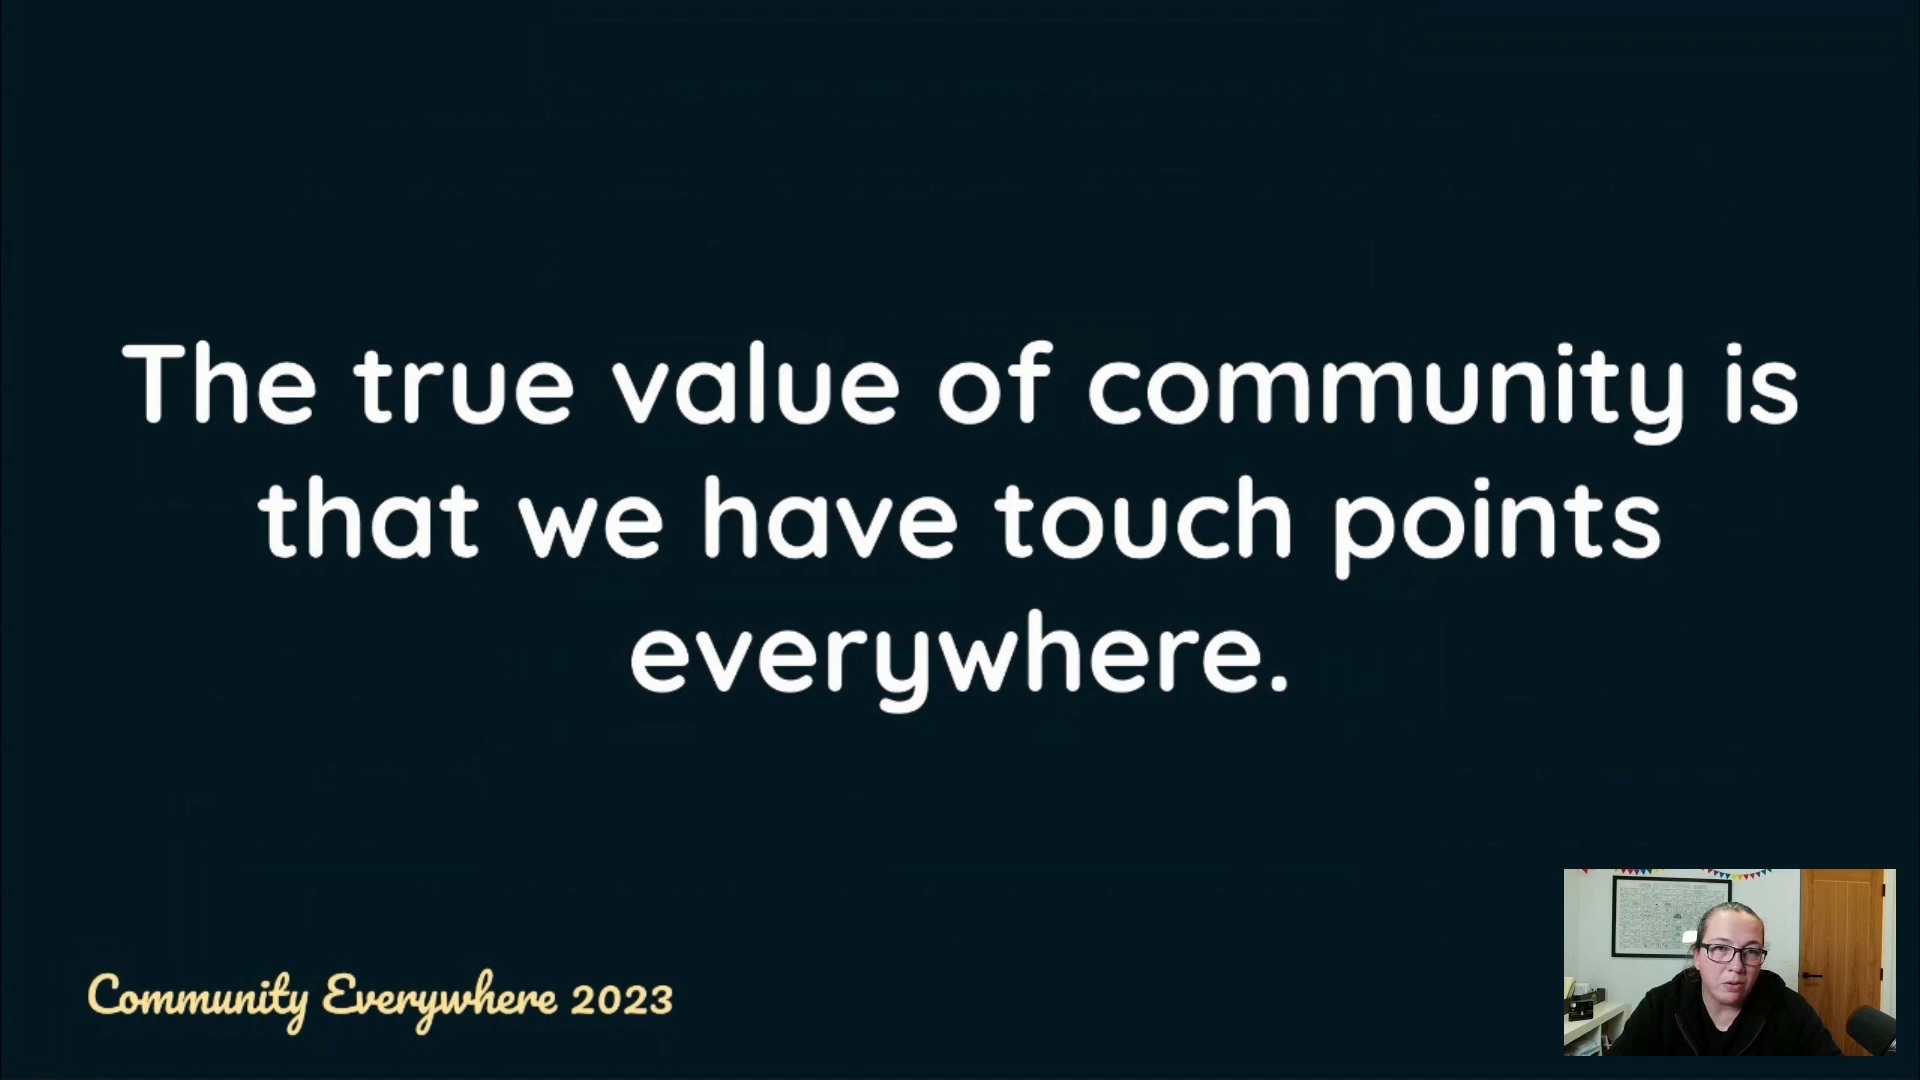 The true value of community is
that we have touch points
everywhere.
Community Everywhere 2023